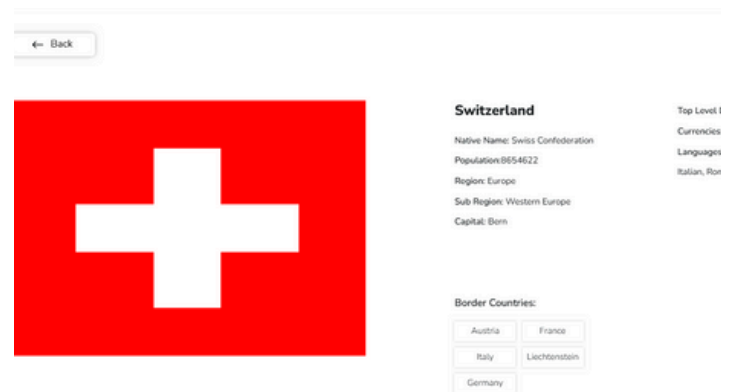 ← Back
Switzerland
Native Name: Swiss Confederation
Population:8654622
Region: Europe
Sub Region: Western Europe
Capital: Bern
Top Level
Currencies
Languages
Italian, Rom
Border Countries:
Austria France
Italy Liechtenstein
Germany